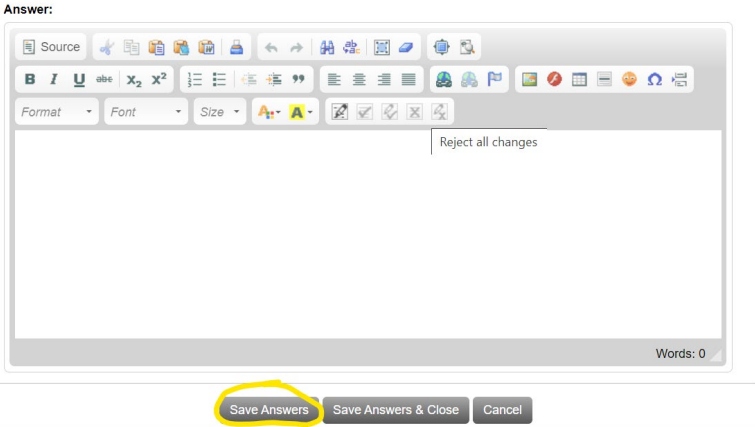 Answer:
Source
B I U abc X₂ X²
Format Font Size A A
Reject all changes
Words: 0
Save Answers Save Answers & Close Cancel